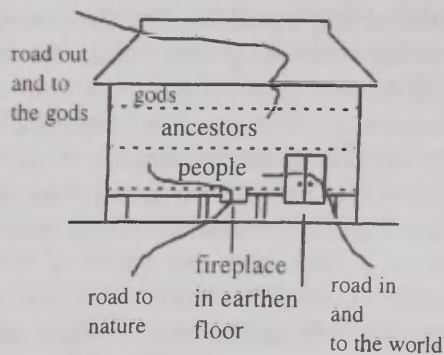 road out
and to
the gods
gods
ancestors
people
fireplace
in earthen
floor
road to
nature
road in
and
to the world